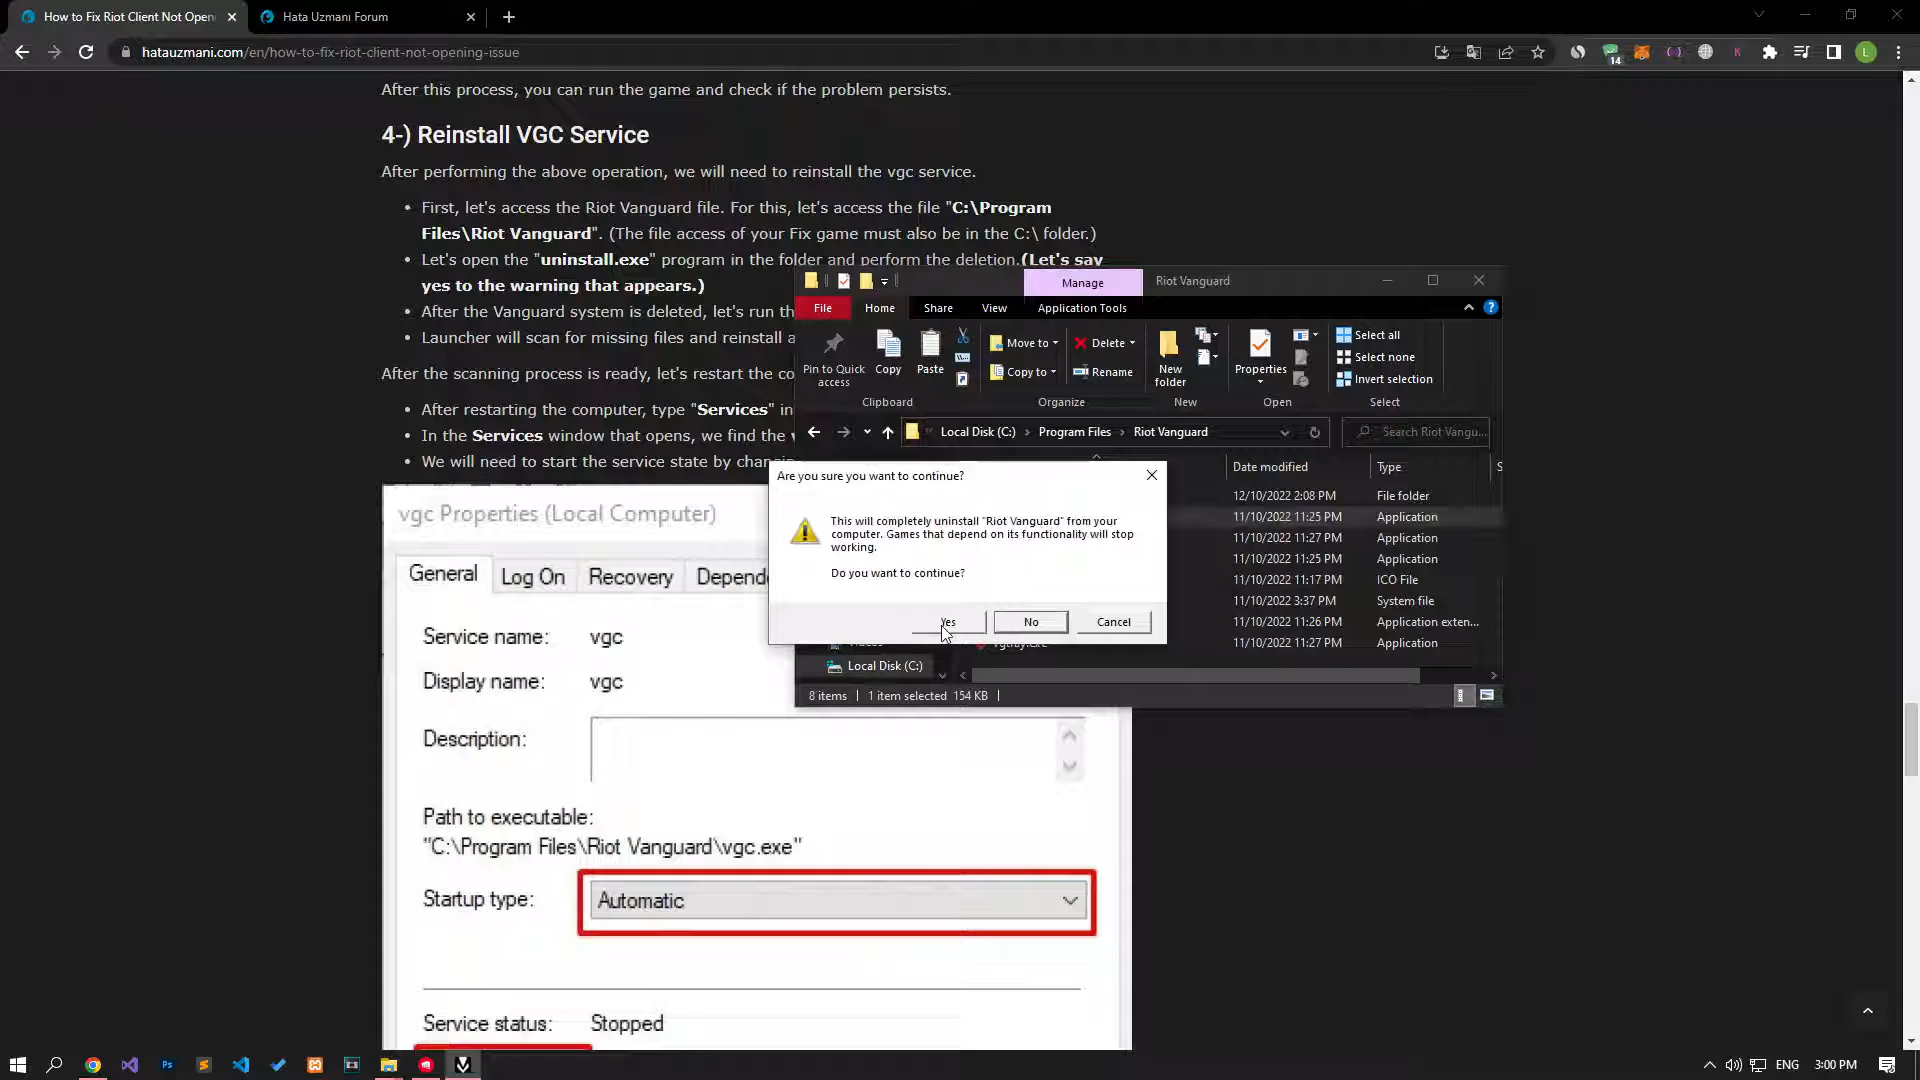 How to Fix Riot Client Not Open
Hata Uzmani Forum
hatauzmani.com/en/how-to-fix-riot-client-not-opening-issue
14
K
L
After this process, you can run the game and check if the problem persists.
4-) Reinstall VGC Service
After performing the above operation, we will need to reinstall the vgc service.
First, let's access the Riot Vanguard file. For this, let's access the file "C:\Program
Files\Riot Vanguard". (The file access of your Fix game must also be in the C:\ folder.)
Let's open the "uninstall.exe" program in the folder and perform the deletion.(Let's say
yes to the warning that appears.)
After the Vanguard system is deleted, let's run th
Launcher will scan for missing files and reinstall a
After the scanning process is ready, let's restart the co
After restarting the computer, type "Services" in
In the Services window that opens, we find the
We will need to start the service state by chang
Manage
Riot Vanguard
File
Home
Share
View
Application Tools
Pin to Quick access
Copy
Paste
Move to
Copy to
Delete
Rename
New folder
Properties
Select all
Select none
Invert selection
Clipboard
Organize
New
Open
Select
Local Disk (C:)
Program Files
Riot Vanguard
Search Riot Vangu...
Date modified
Type
S
12/10/2022 2:08 PM File folder
11/10/2022 11:25 PM Application
11/10/2022 11:27 PM Application
11/10/2022 11:25 PM Application
11/10/2022 11:17 PM ICO File
11/10/2022 3:37 PM System file
11/10/2022 11:26 PM Application exten...
vgtray.exe 11/10/2022 11:27 PM Application
Local Disk (C:)
8 items
1 item selected 154 KB
Are you sure you want to continue?
This will completely uninstall "Riot Vanguard" from your
computer. Games that depend on its functionality will stop
working.
Do you want to continue?
Yes
No
Cancel
vgc Properties (Local Computer)
General
Log On
Recovery
Depend
Service name: vgc
Display name: vgc
Description:
Path to executable:
"C:\Program Files\Riot Vanguard\vgc.exe"
Startup type: Automatic
Service status: Stopped
Ps
ENG
3:00 PM